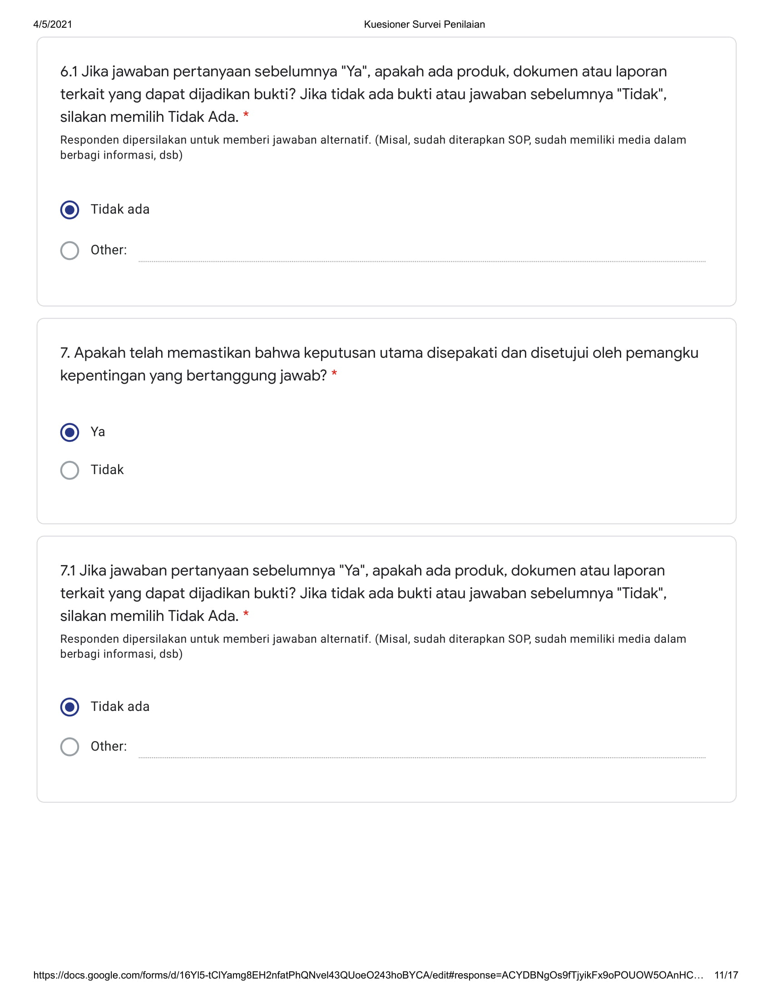 4/5/2021
Kuesioner Survei Penilaian
6.1 Jika jawaban pertanyaan sebelumnya "Ya", apakah ada produk, dokumen atau laporan
terkait yang dapat dijadikan bukti? Jika tidak ada bukti atau jawaban sebelumnya "Tidak",
silakan memilih Tidak Ada. *
Responden dipersilakan untuk memberi jawaban alternatif. (Misal, sudah diterapkan SOP, sudah memiliki media dalam
berbagi informasi, dsb)
Tidak ada
Other:
7. Apakah telah memastikan bahwa keputusan utama disepakati dan disetujui oleh pemangku
kepentingan yang bertanggung jawab? *
Ya
Tidak
7.1 Jika jawaban pertanyaan sebelumnya "Ya", apakah ada produk, dokumen atau laporan
terkait yang dapat dijadikan bukti? Jika tidak ada bukti atau jawaban sebelumnya "Tidak",
silakan memilih Tidak Ada. *
Responden dipersilakan untuk memberi jawaban alternatif. (Misal, sudah diterapkan SOP, sudah memiliki media dalam
berbagi informasi, dsb)
Tidak ada
Other:
https://docs.google.com/forms/d/16YI5-tClYamg8EH2nfatPhQNvel43QUoeO243hoBYCA/edit#response=ACYDBNgOs9fTjyikFx9oPOUOW5OAnHC… 11/17